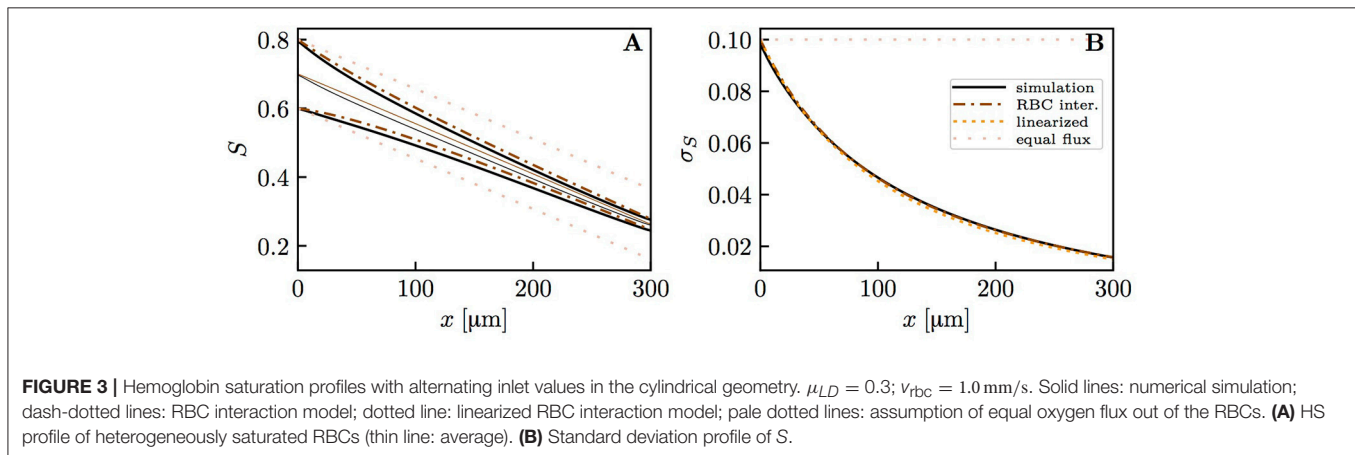 A
0.8
0.6
0.4
0.2
S
0 100 200 300
x [μm]
B
0.10
0.08
0.06
0.04
0.02
σS
simulation
RBC inter.
linearized
equal flux
0 100 200 300
x [μm]
FIGURE 3 | Hemoglobin saturation profiles with alternating inlet values in the cylindrical geometry. μLD = 0.3; vrbc = 1.0 mm/s. Solid lines: numerical simulation;
dash-dotted lines: RBC interaction model; dotted line: linearized RBC interaction model; pale dotted lines: assumption of equal oxygen flux out of the RBCs. (A) HS
profile of heterogeneously saturated RBCs (thin line: average). (B) Standard deviation profile of S.